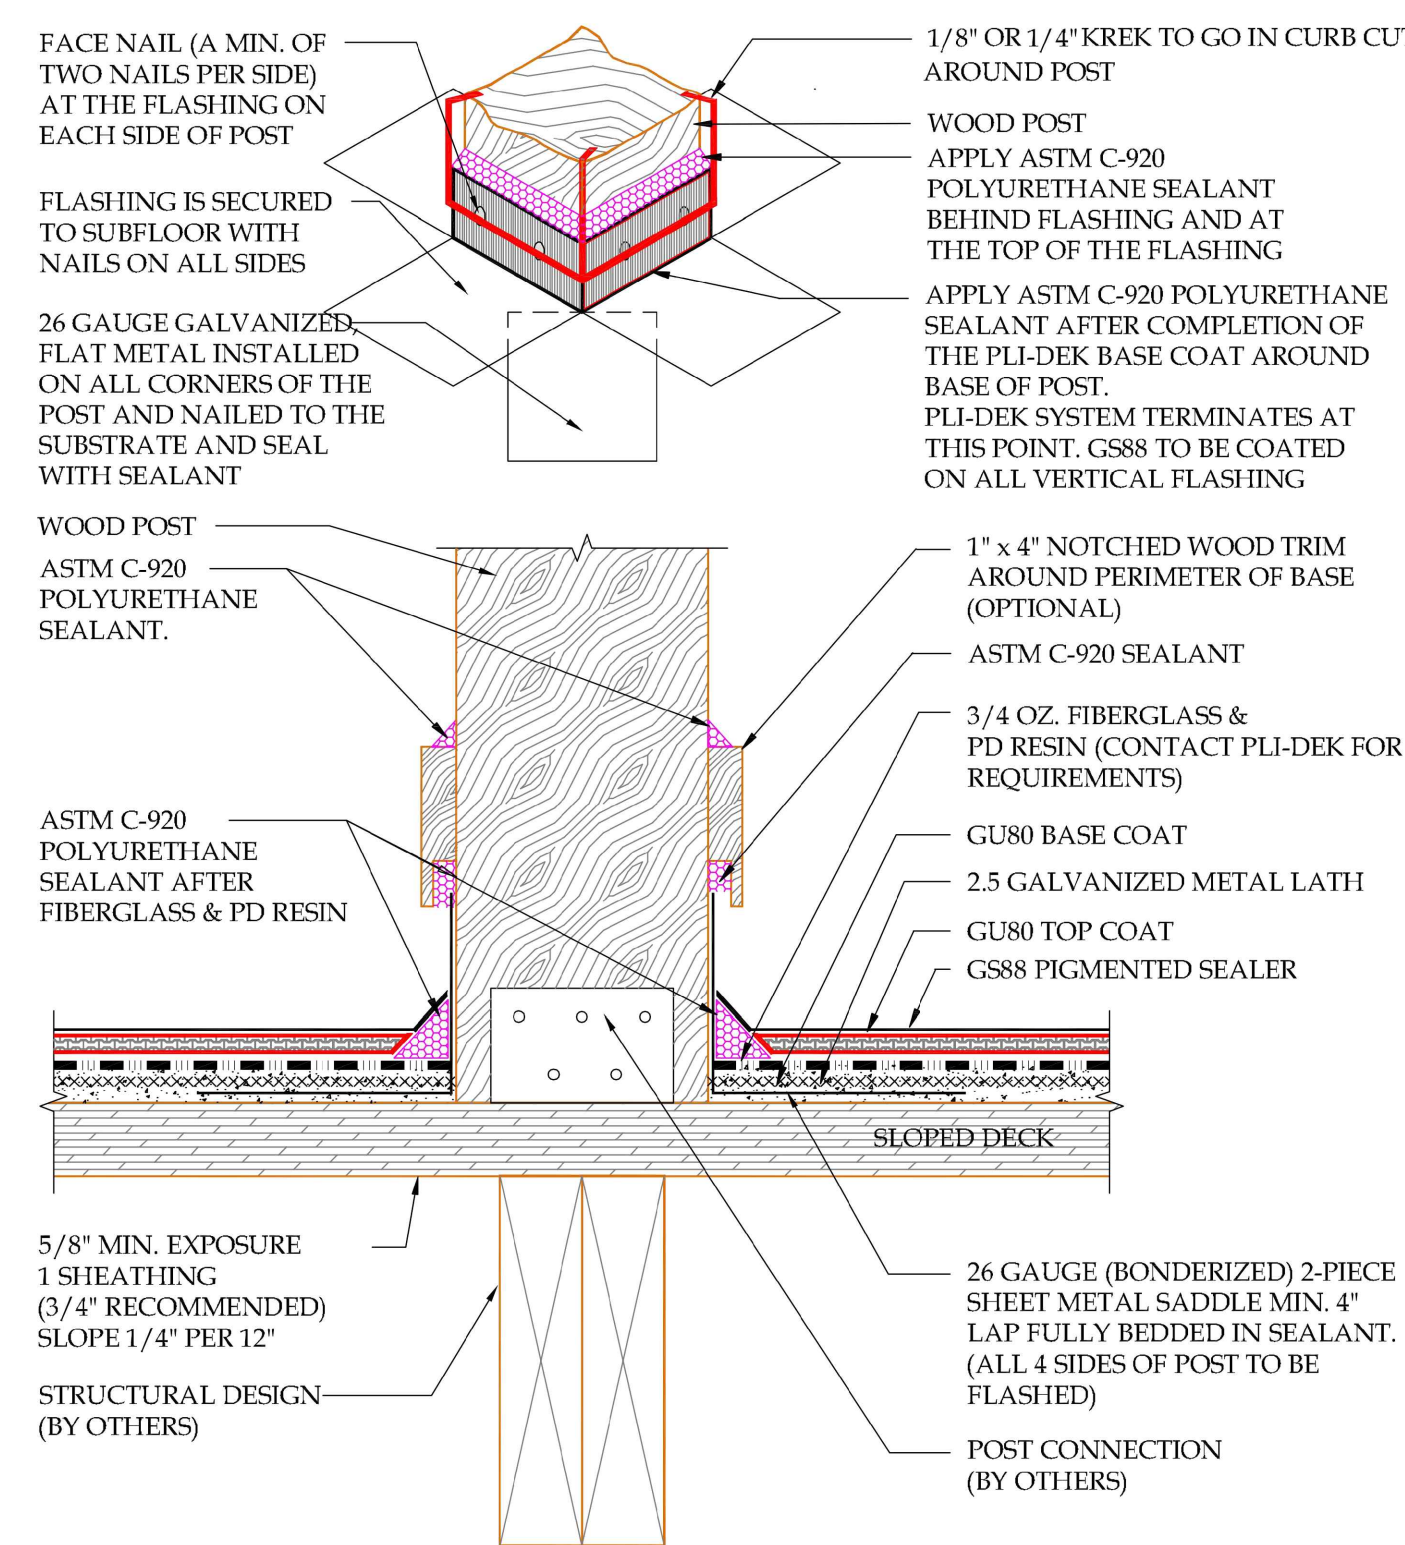 FACE NAIL (A MIN. OF
TWO NAILS PER SIDE)
AT THE FLASHING ON
EACH SIDE OF POST
FLASHING IS SECURED
TO SUBFLOOR WITH
NAILS ON ALL SIDES
26 GAUGE GALVANIZED,
FLAT METAL INSTALLED
ON ALL CORNERS OF THE
POST AND NAILED TO THE
SUBSTRATE AND SEAL
WITH SEALANT
1/8" OR 1/4" KREK TO GO IN CURB CUT
AROUND POST
WOOD POST
APPLY ASTM C-920
POLYURETHANE SEALANT
BEHIND FLASHING AND AT
THE TOP OF THE FLASHING
APPLY ASTM C-920 POLYURETHANE
SEALANT AFTER COMPLETION OF
THE PLI-DEK BASE COAT AROUND
BASE OF POST.
PLI-DEK SYSTEM TERMINATES AT
THIS POINT. GS88 TO BE COATED
ON ALL VERTICAL FLASHING
WOOD POST
ASTM C-920
POLYURETHANE
SEALANT.
ASTM C-920
POLYURETHANE
SEALANT AFTER
FIBERGLASS & PD RESIN
1" x 4" NOTCHED WOOD TRIM
AROUND PERIMETER OF BASE
(OPTIONAL)
ASTM C-920 SEALANT
3/4 OZ. FIBERGLASS &
PD RESIN (CONTACT PLI-DEK FOR
REQUIREMENTS)
GU80 BASE COAT
2.5 GALVANIZED METAL LATH
GU80 TOP COAT
GS88 PIGMENTED SEALER
SLOPED DECK
5/8" MIN. EXPOSURE
1 SHEATHING
(3/4" RECOMMENDED)
SLOPE 1/4" PER 12"
STRUCTURAL DESIGN
(BY OTHERS)
26 GAUGE (BONDERIZED) 2-PIECE
SHEET METAL SADDLE MIN. 4"
LAP FULLY BEDDED IN SEALANT.
(ALL 4 SIDES OF POST TO BE
FLASHED)
POST CONNECTION
(BY OTHERS)